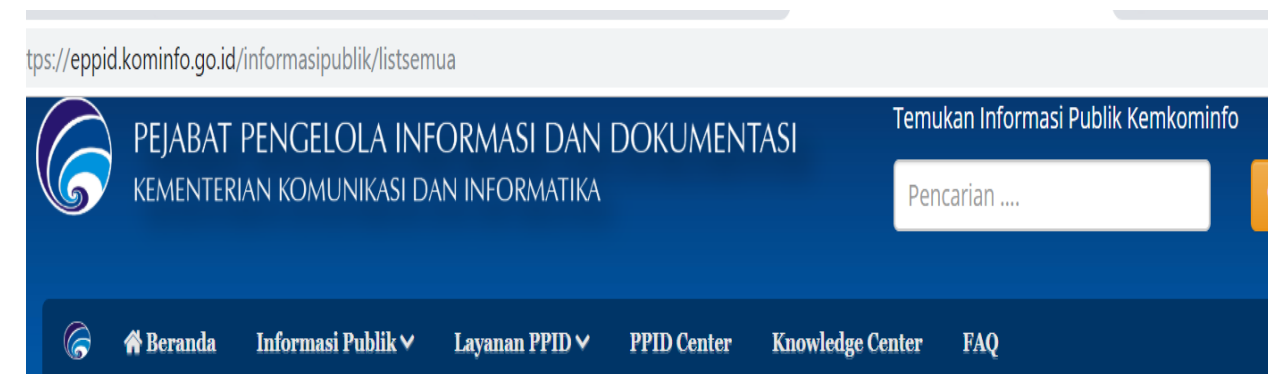 tps://eppid.kominfo.go.id/informasipublik/listsemua
PEJABAT PENGELOLA INFORMASI DAN DOKUMENTASI
KEMENTERIAN KOMUNIKASI DAN INFORMATIKA
Temukan Informasi Publik Kemkominfo
Pencarian ....
Beranda Informasi Publik Layanan PPID PPID Center Knowledge Center FAQ